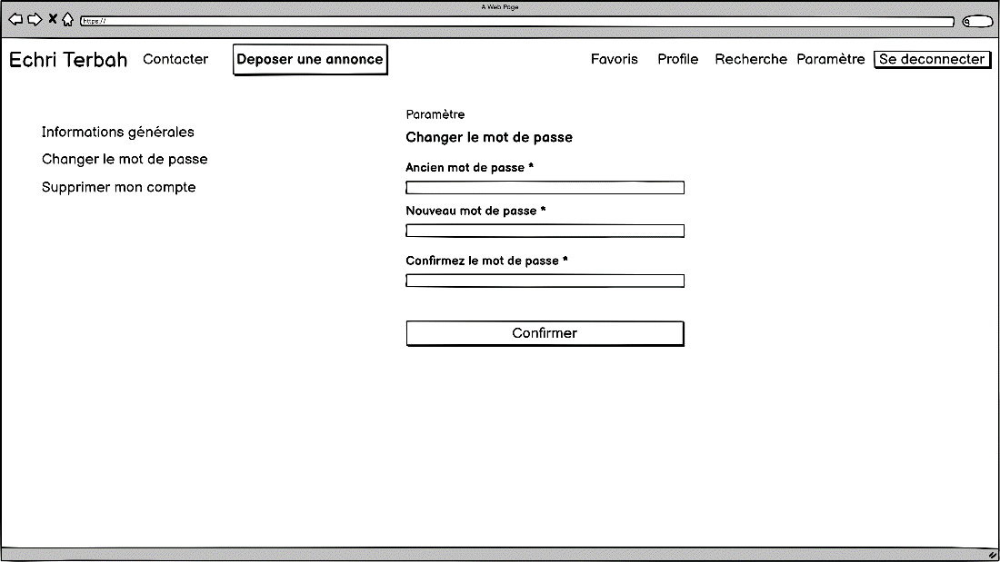 A Web Page
https://
Echri Terbah Contacter Deposer une annonce Favoris Profile Recherche Paramètre Se deconnecter
Informations générales
Changer le mot de passe
Supprimer mon compte
Paramètre
Changer le mot de passe
Ancien mot de passe *
Nouveau mot de passe *
Confirmez le mot de passe *
Confirmer